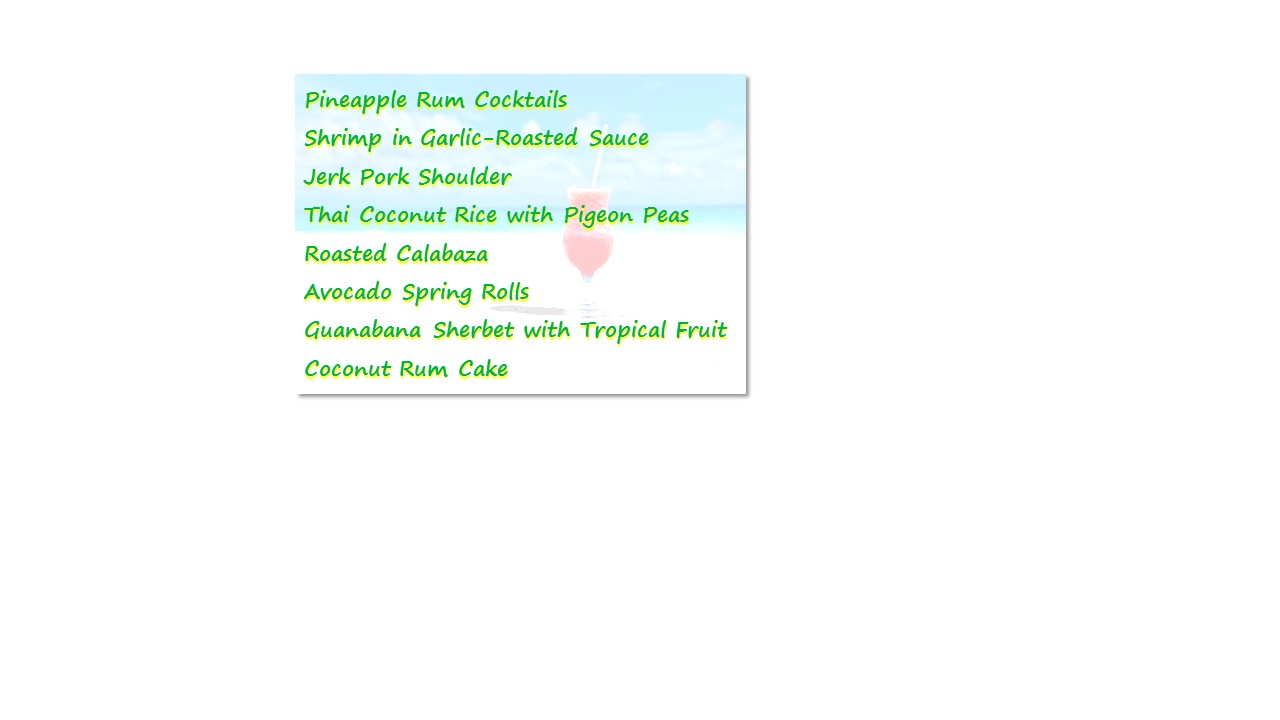 Pineapple Rum Cocktails
Shrimp in Garlic-Roasted Sauce
Jerk Pork Shoulder
Thai Coconut Rice with Pigeon Peas
Roasted Calabaza
Avocado Spring Rolls
Guanabana Sherbet with Tropical Fruit
Coconut Rum Cake